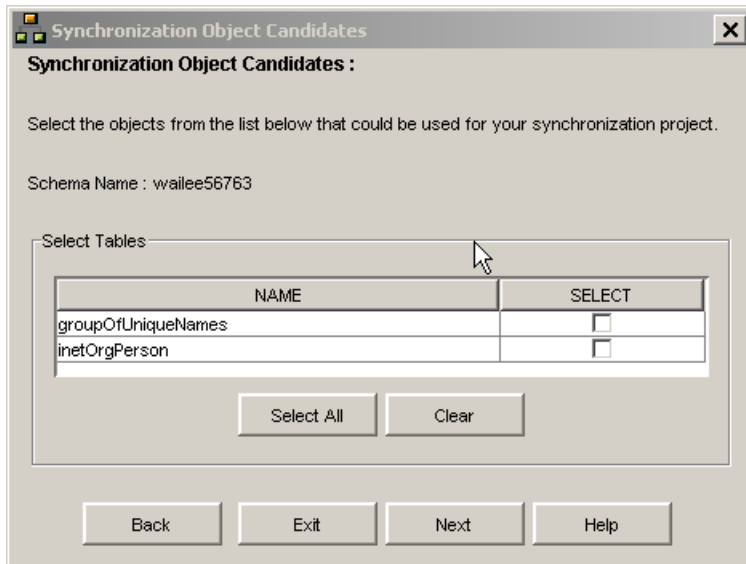 Synchronization Object Candidates
Synchronization Object Candidates :
Select the objects from the list below that could be used for your synchronization project.
Schema Name : wailee56763
Select Tables
NAME SELECT
groupOfUniqueNames
inetOrgPerson
Select All Clear
Back Exit Next Help